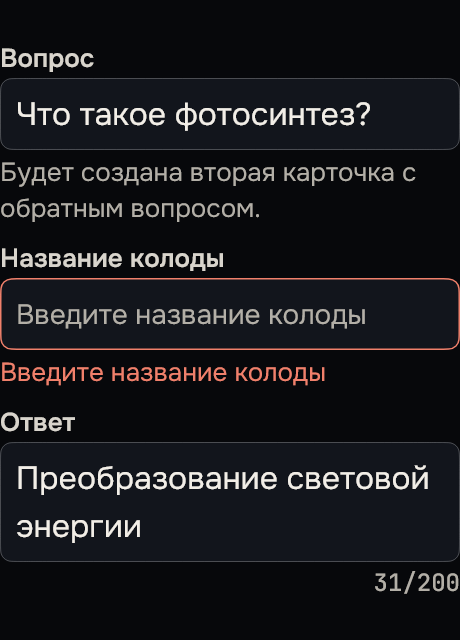 Вопрос
Что такое фотосинтез?
Будет создана вторая карточка с
обратным вопросом.
Название колоды
Введите название колоды
Введите название колоды
Ответ
Преобразование световой
энергии
31/200